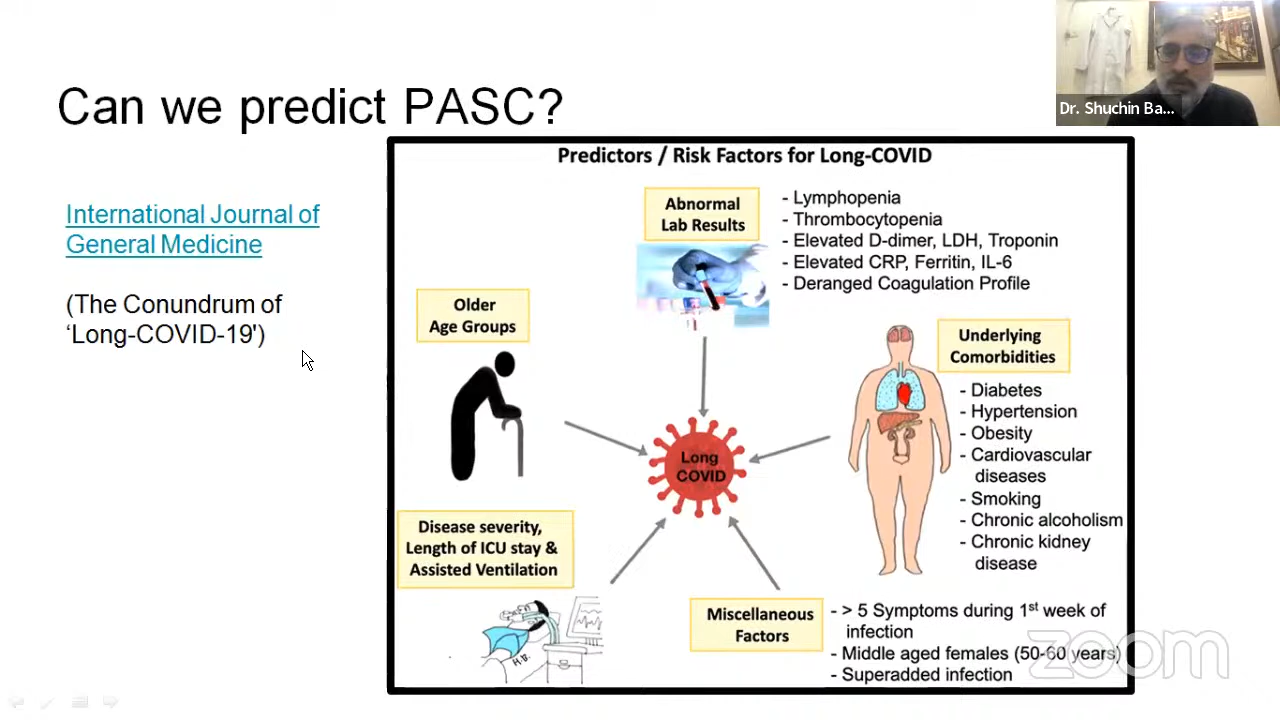 Can we predict PASC?
Dr. Shuchin Ba...
International Journal of
General Medicine
(The Conundrum of
‘Long-COVID-19')
Predictors / Risk Factors for Long-COVID
Abnormal
Lab Results
- Lymphopenia
- Thrombocytopenia
- Elevated D-dimer, LDH, Troponin
- Elevated CRP, Ferritin, IL-6
- Deranged Coagulation Profile
Older
Age Groups
Underlying
Comorbidities
- Diabetes
- Hypertension
- Obesity
- Cardiovascular
diseases
- Smoking
- Chronic alcoholism
- Chronic kidney
disease
Long
COVID
Disease severity,
Length of ICU stay &
Assisted Ventilation
H.B.
Miscellaneous
Factors
- > 5 Symptoms during 1st week of
infection
- Middle aged females (50-60 years)
- Superadded infection
zoom